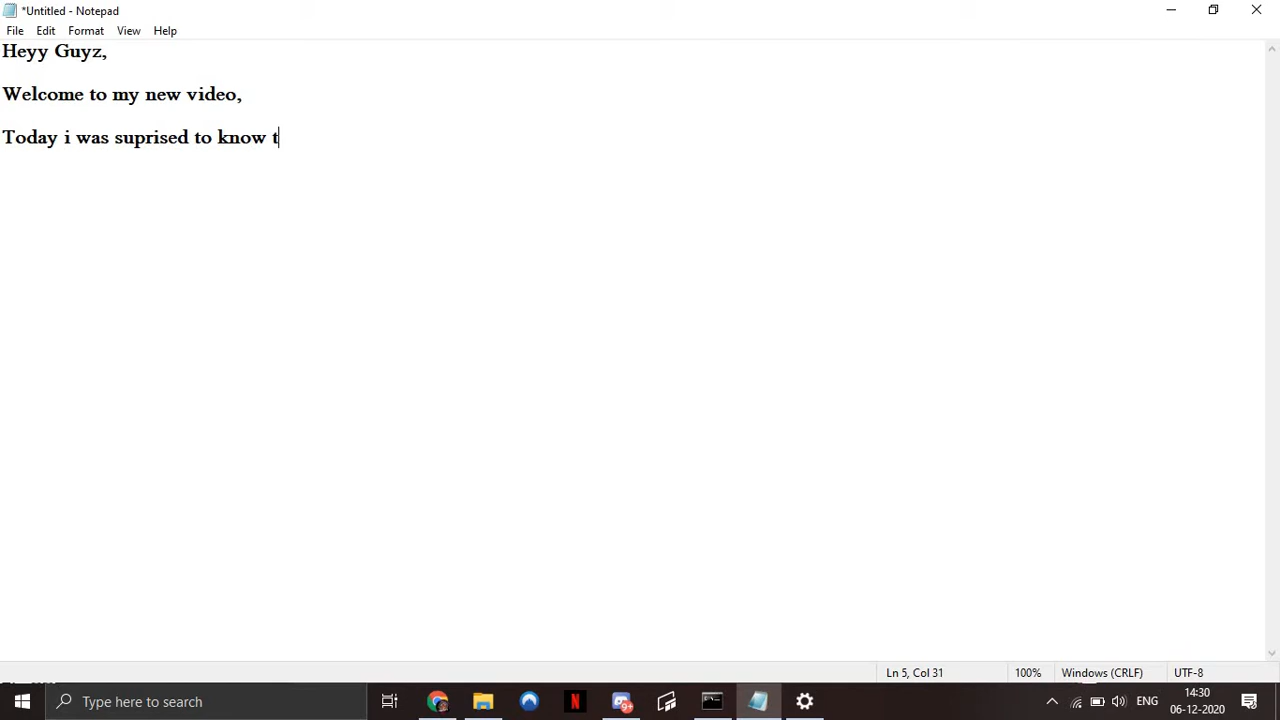 *Untitled - Notepad
File Edit Format View Help
Heyy Guyz,
Welcome to my new video,
Today i was suprised to know t
Ln 5, Col 31 100% Windows (CRLF) UTF-8
Type here to search
9+
N
ENG
14:30
06-12-2020